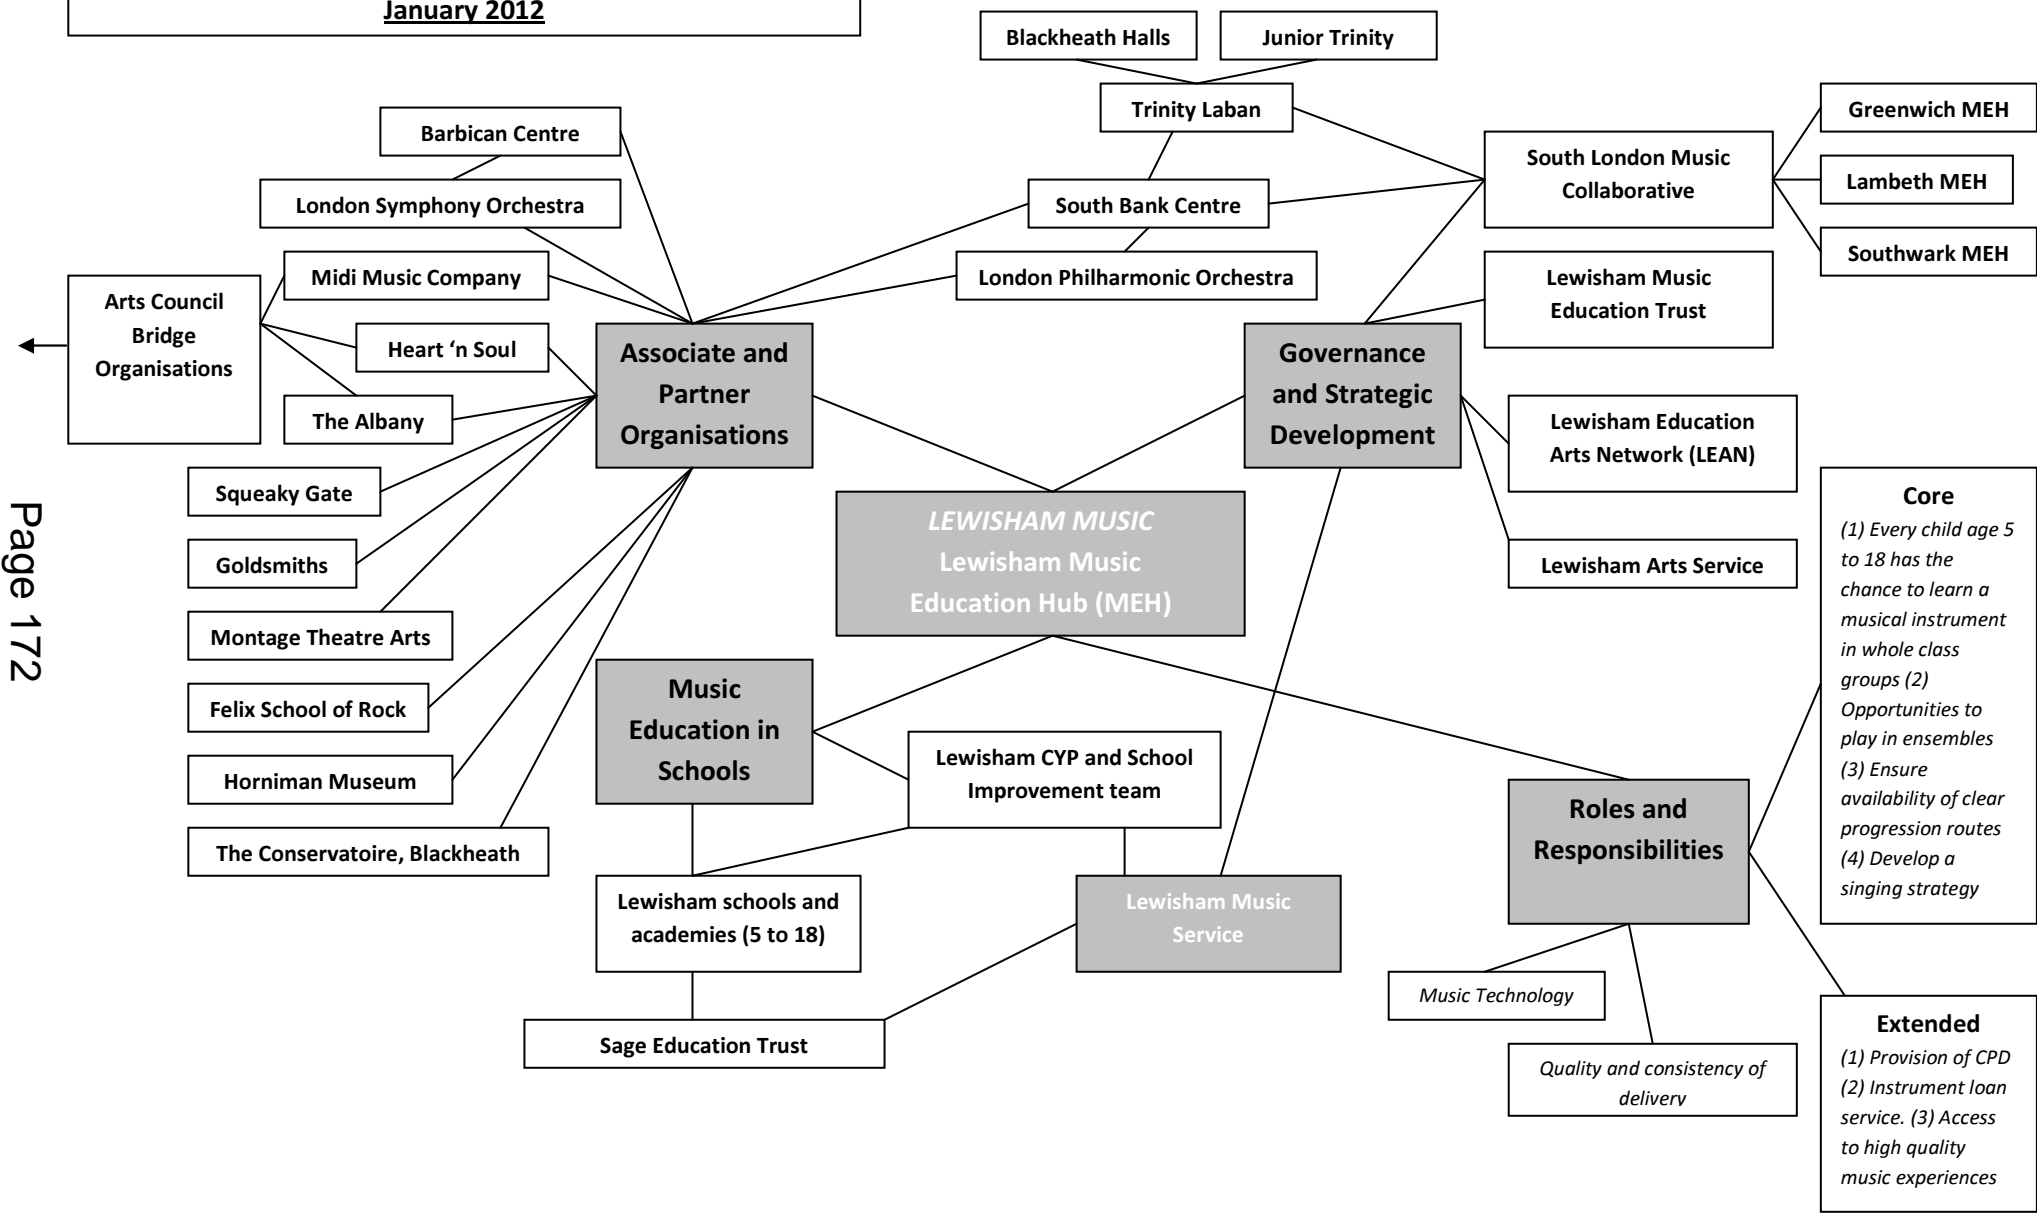 January 2012
Blackheath Halls
Junior Trinity
Trinity Laban
Barbican Centre
London Symphony Orchestra
Midi Music Company
Heart ‘n Soul
The Albany
Arts Council
Bridge
Organisations
South Bank Centre
London Philharmonic Orchestra
South London Music
Collaborative
Greenwich MEH
Lambeth MEH
Southwark MEH
Lewisham Music
Education Trust
Associate and
Partner
Organisations
Governance
and Strategic
Development
Lewisham Education
Arts Network (LEAN)
Lewisham Arts Service
Squeaky Gate
Goldsmiths
Montage Theatre Arts
Felix School of Rock
Horniman Museum
The Conservatoire, Blackheath
LEWISHAM MUSIC
Lewisham Music
Education Hub (MEH)
Music
Education in
Schools
Lewisham CYP and School
Improvement team
Lewisham schools and
academies (5 to 18)
Lewisham Music
Service
Sage Education Trust
Roles and
Responsibilities
Music Technology
Quality and consistency of
delivery
Core
(1) Every child age 5
to 18 has the
chance to learn a
musical instrument
in whole class
groups (2)
Opportunities to
play in ensembles
(3) Ensure
availability of clear
progression routes
(4) Develop a
singing strategy
Extended
(1) Provision of CPD
(2) Instrument loan
service. (3) Access
to high quality
music experiences
Page 172